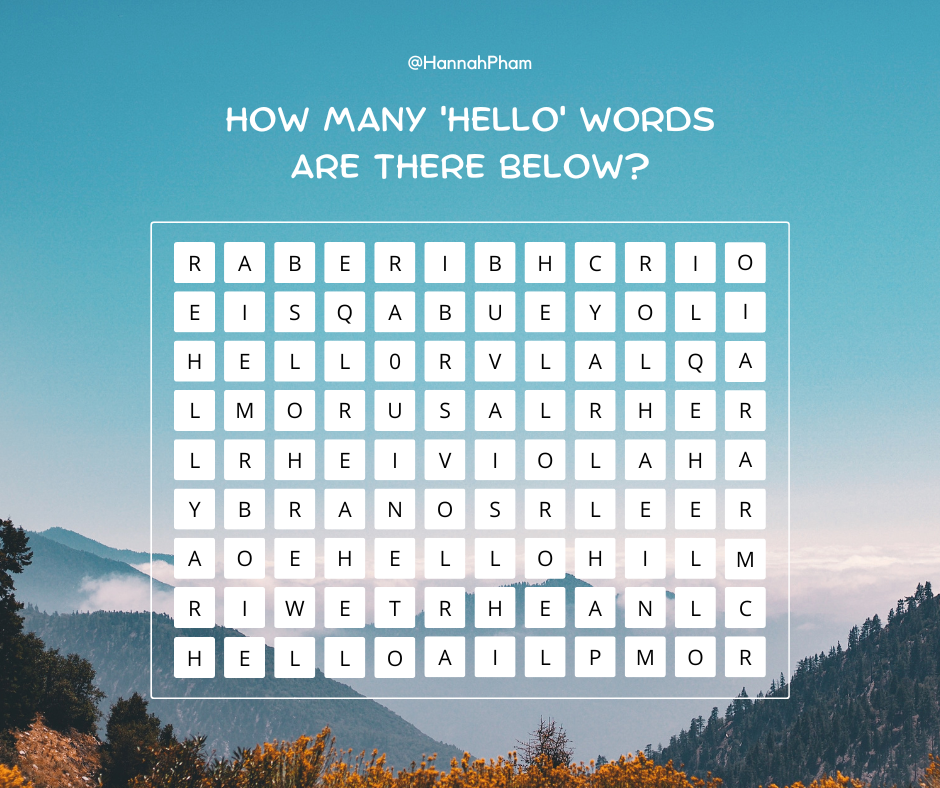 @HannahPham
HOW MANY 'HELLO' WORDS
ARE THERE BELOW?
R A B E R I B H C R I O
E I S Q A B U E Y O L I
H E L L 0 R V L A L Q A
L M O R U S A L R H E R
L R H E I V I O L A H A
Y B R A N O S R L E E R
A O E H E L L O H I L M
R I W E T R H E A N L C
H E L L O A I L P M O R